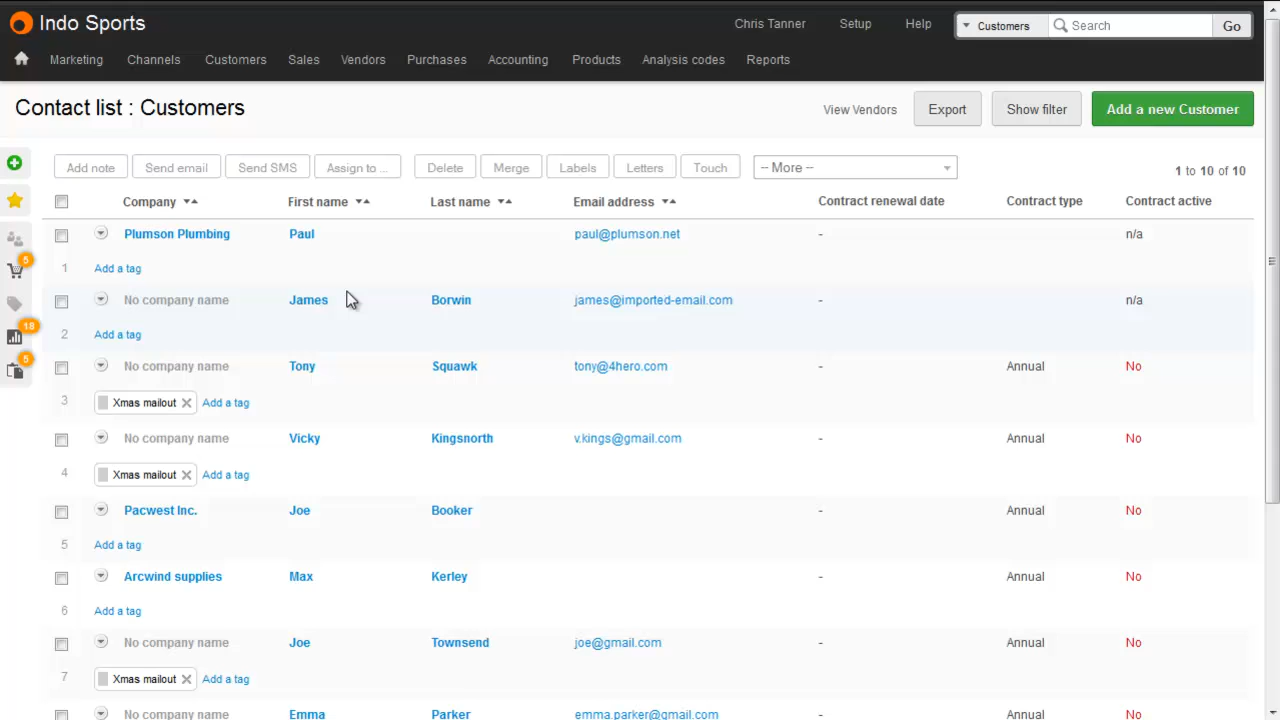 Indo Sports
Chris Tanner Setup Help Customers Search Go
Marketing Channels Customers Sales Vendors Purchases Accounting Products Analysis codes Reports
Contact list : Customers
View Vendors Export Show filter Add a new Customer
Add note Send email Send SMS Assign to ... Delete Merge Labels Letters Touch -- More -- 1 to 10 of 10
Company First name Last name Email address Contract renewal date Contract type Contract active
Plumson Plumbing Paul paul@plumson.net - n/a
1 Add a tag
5
No company name James Borwin james@imported-email.com - n/a
18
2 Add a tag
5
No company name Tony Squawk tony@4hero.com - Annual No
3 Xmas mailout Add a tag
No company name Vicky Kingsnorth v.kings@gmail.com - Annual No
4 Xmas mailout Add a tag
Pacwest Inc. Joe Booker - Annual No
5 Add a tag
Arcwind supplies Max Kerley - Annual No
6 Add a tag
No company name Joe Townsend joe@gmail.com - Annual No
7 Xmas mailout Add a tag
No company name Emma Parker emma.parker@gmail.com - Annual No